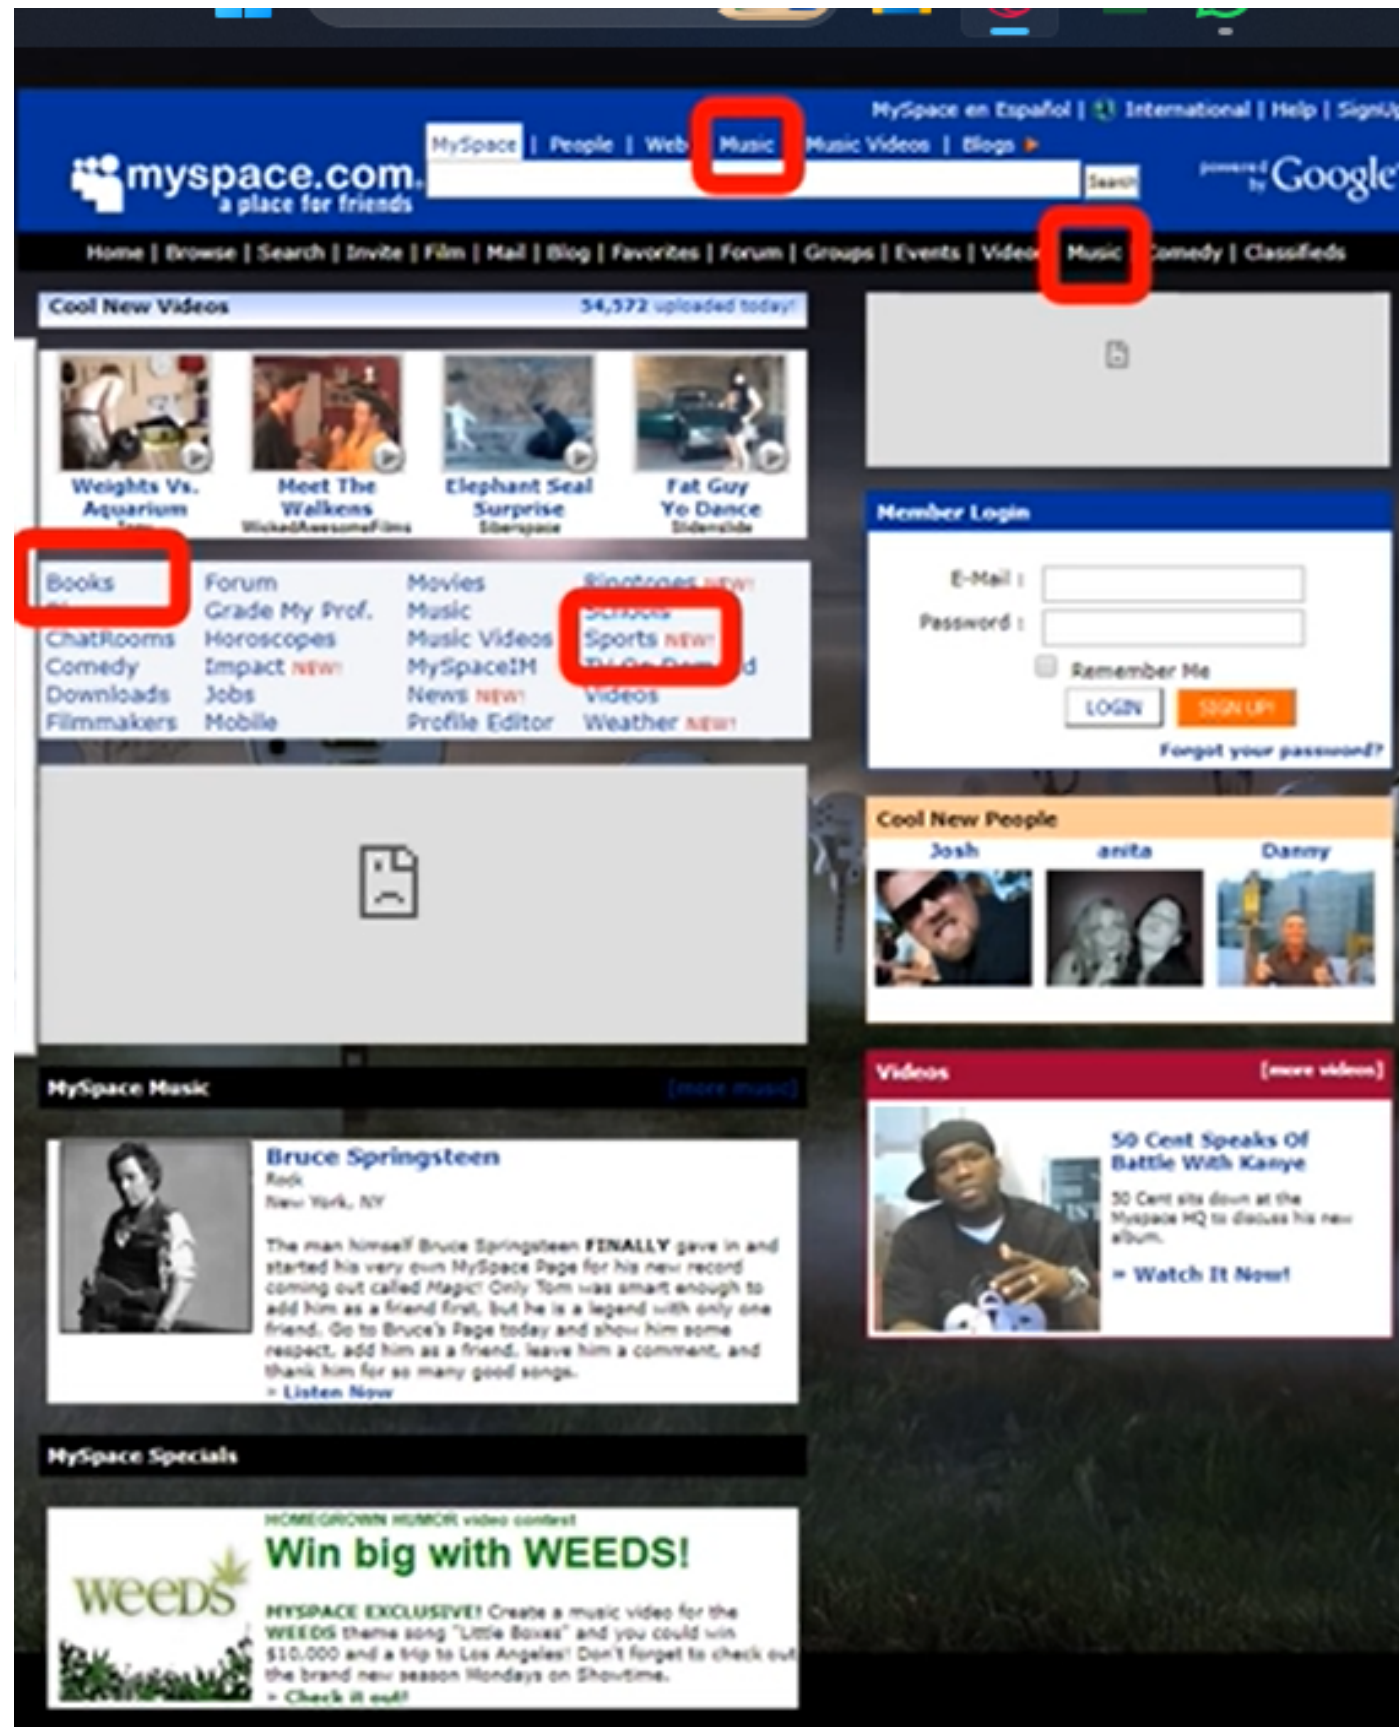 MySpace en Español | International | Help | SignUp
MySpace | People | Web Music Music Videos | Blogs
myspace.com
a place for friends
Search
powered by Google
Home | Browse | Search | Invite | Film | Mail | Blog | Favorites | Forum | Groups | Events | Videos Music Comedy | Classifieds
Cool New Videos 54,572 uploaded today!
Weights Vs. Aquarium
Meet The Walkens
WickedAwesomeFilms
Elephant Seal Surprise
Siberspace
Fat Guy Yo Dance
Slidenslide
Books Forum Movies Ringtones NEW!
Grade My Prof. Music Schools
ChatRooms Horoscopes Music Videos Sports NEW!
Comedy Impact NEW! MySpaceIM TV On Demand
Downloads Jobs News NEW! Videos
Filmmakers Mobile Profile Editor Weather NEW!
Member Login
E-Mail :
Password :
Remember Me
LOGIN SIGN UP!
Forgot your password?
Cool New People
Josh anita Danny
MySpace Music [more music]
Bruce Springsteen
Rock
New York, NY
The man himself Bruce Springsteen FINALLY gave in and
started his very own MySpace Page for his new record
coming out called Magic! Only Tom was smart enough to
add him as a friend first, but he is a legend with only one
friend. Go to Bruce's Page today and show him some
respect, add him as a friend, leave him a comment, and
thank him for so many good songs.
» Listen Now
Videos [more videos]
50 Cent Speaks Of
Battle With Kanye
50 Cent sits down at the
Myspace HQ to discuss his new
album.
» Watch It Now!
MySpace Specials
WEEDS
HOMEGROWN HUMOR video contest
Win big with WEEDS!
MYSPACE EXCLUSIVE! Create a music video for the
WEEDS theme song "Little Boxes" and you could win
$10,000 and a trip to Los Angeles! Don't forget to check out
the brand new season Mondays on Showtime.
» Check it out!